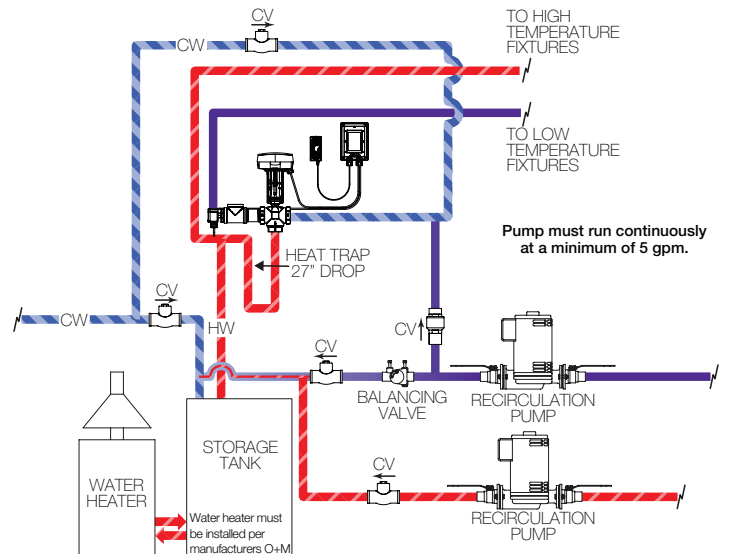 CV
CW
TO HIGH
TEMPERATURE
FIXTURES
TO LOW
TEMPERATURE
FIXTURES
Pump must run continuously
at a minimum of 5 gpm.
HEAT TRAP
27" DROP
CV
CW
HW
CV
CV
BALANCING
VALVE
RECIRCULATION
PUMP
STORAGE
TANK
WATER
HEATER
CV
Water heater must
be installed per
manufacturers O+M
RECIRCULATION
PUMP